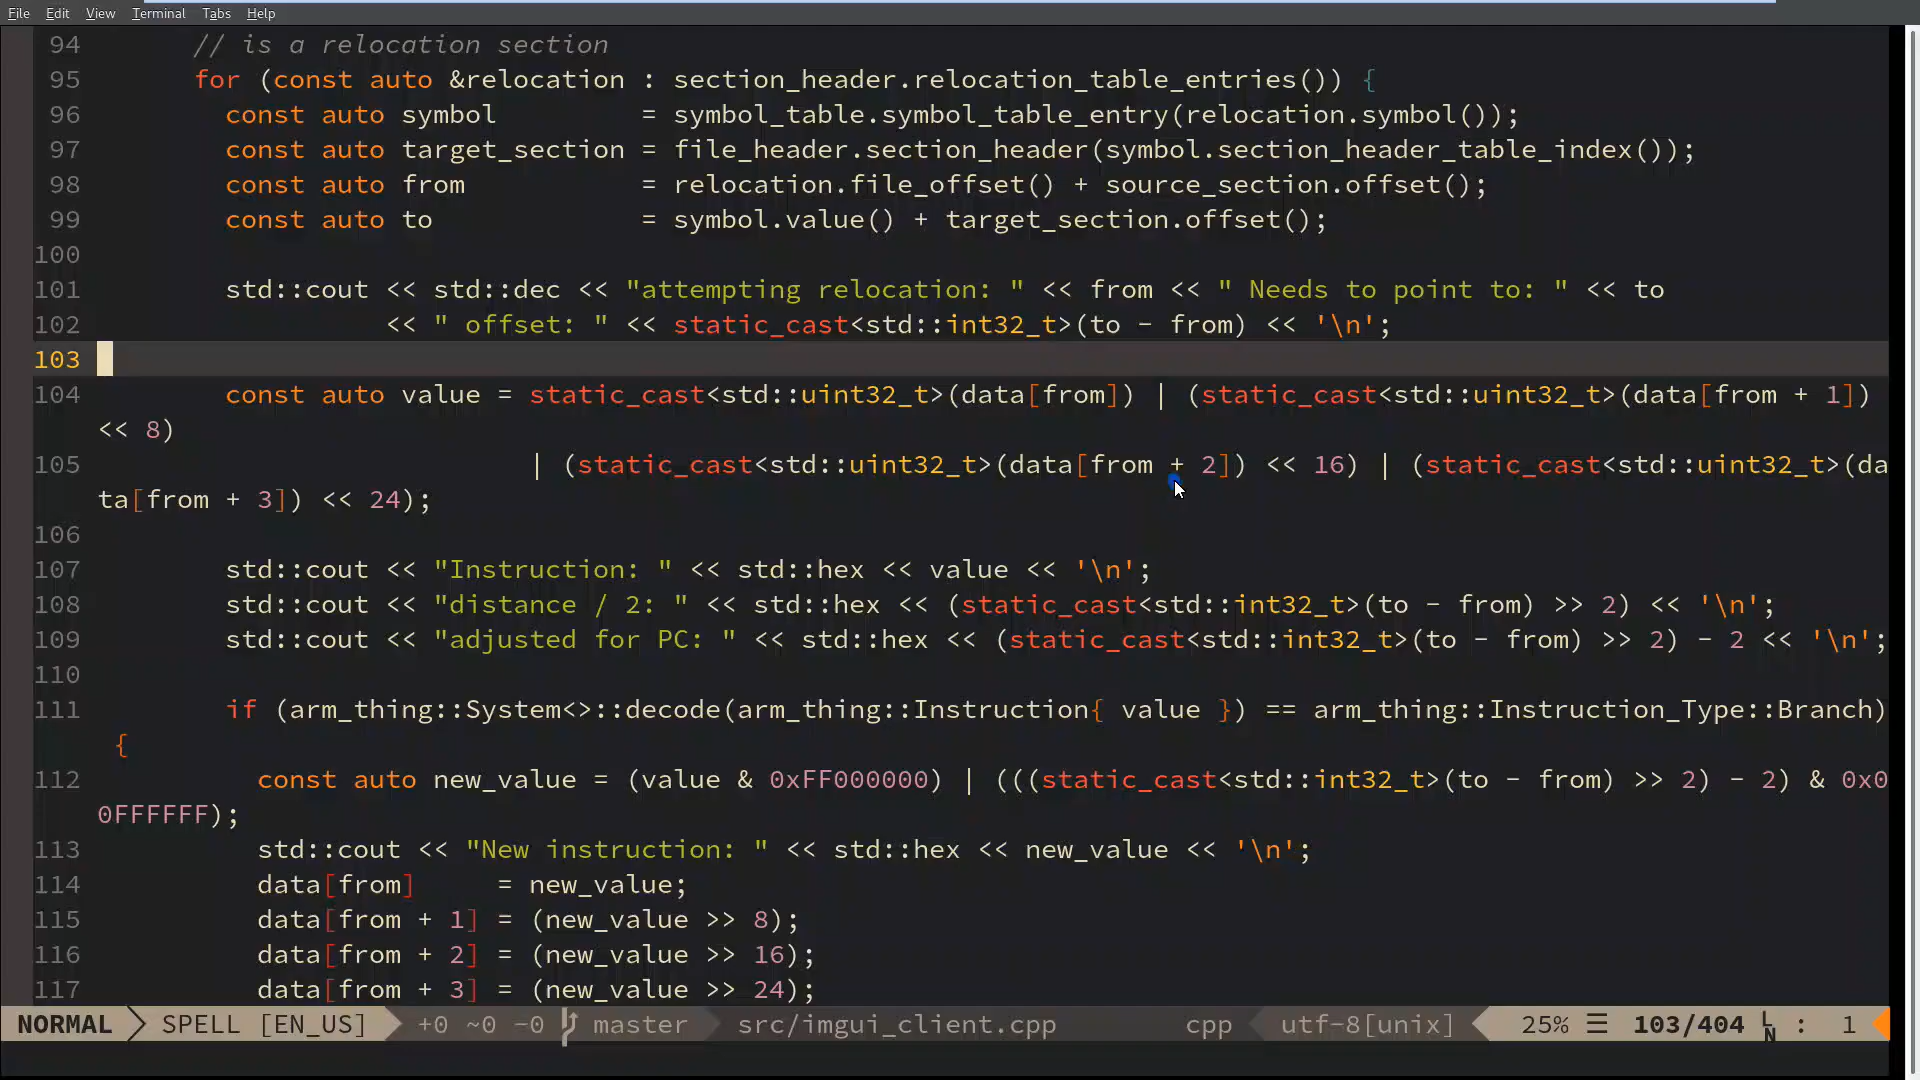 File Edit View Terminal Tabs Help
94 // is a relocation section
95 for (const auto &relocation : section_header.relocation_table_entries()) {
96 const auto symbol = symbol_table.symbol_table_entry(relocation.symbol());
97 const auto target_section = file_header.section_header(symbol.section_header_table_index());
98 const auto from = relocation.file_offset() + source_section.offset();
99 const auto to = symbol.value() + target_section.offset();
100
101 std::cout << std::dec << "attempting relocation: " << from << " Needs to point to: " << to
102 << " offset: " << static_cast<std::int32_t>(to - from) << '\n';
103
104 const auto value = static_cast<std::uint32_t>(data[from]) | (static_cast<std::uint32_t>(data[from + 1])
<< 8)
105 | (static_cast<std::uint32_t>(data[from + 2]) << 16) | (static_cast<std::uint32_t>(da
ta[from + 3]) << 24);
106
107 std::cout << "Instruction: " << std::hex << value << '\n';
108 std::cout << "distance / 2: " << std::hex << (static_cast<std::int32_t>(to - from) >> 2) << '\n';
109 std::cout << "adjusted for PC: " << std::hex << (static_cast<std::int32_t>(to - from) >> 2) - 2 << '\n';
110
111 if (arm_thing::System<>::decode(arm_thing::Instruction{ value }) == arm_thing::Instruction_Type::Branch)
{
112 const auto new_value = (value & 0xFF000000) | (((static_cast<std::int32_t>(to - from) >> 2) - 2) & 0x0
0FFFFFF);
113 std::cout << "New instruction: " << std::hex << new_value << '\n';
114 data[from] = new_value;
115 data[from + 1] = (new_value >> 8);
116 data[from + 2] = (new_value >> 16);
117 data[from + 3] = (new_value >> 24);
NORMAL SPELL [EN_US] +0 ~0 -0 master src/imgui_client.cpp cpp utf-8[unix] 25% ☰ 103/404 LN : 1